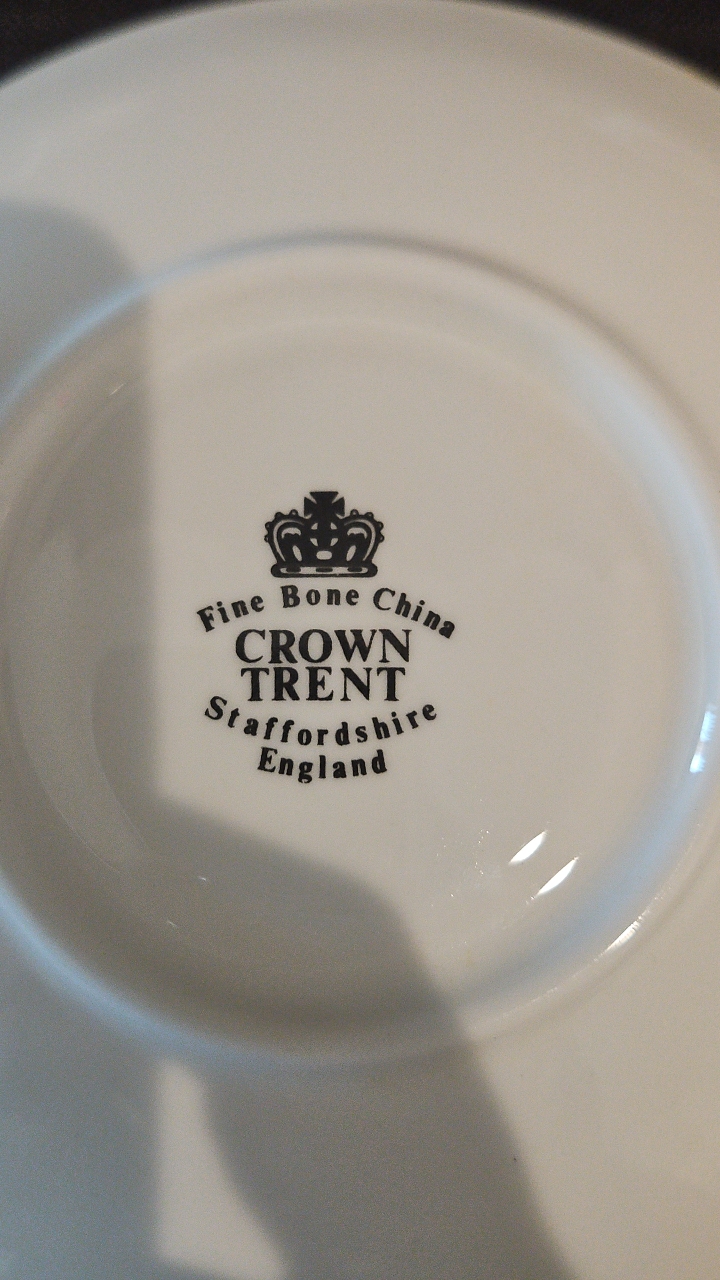 Fine Bone China
CROWN
TRENT
Staffordshire
England